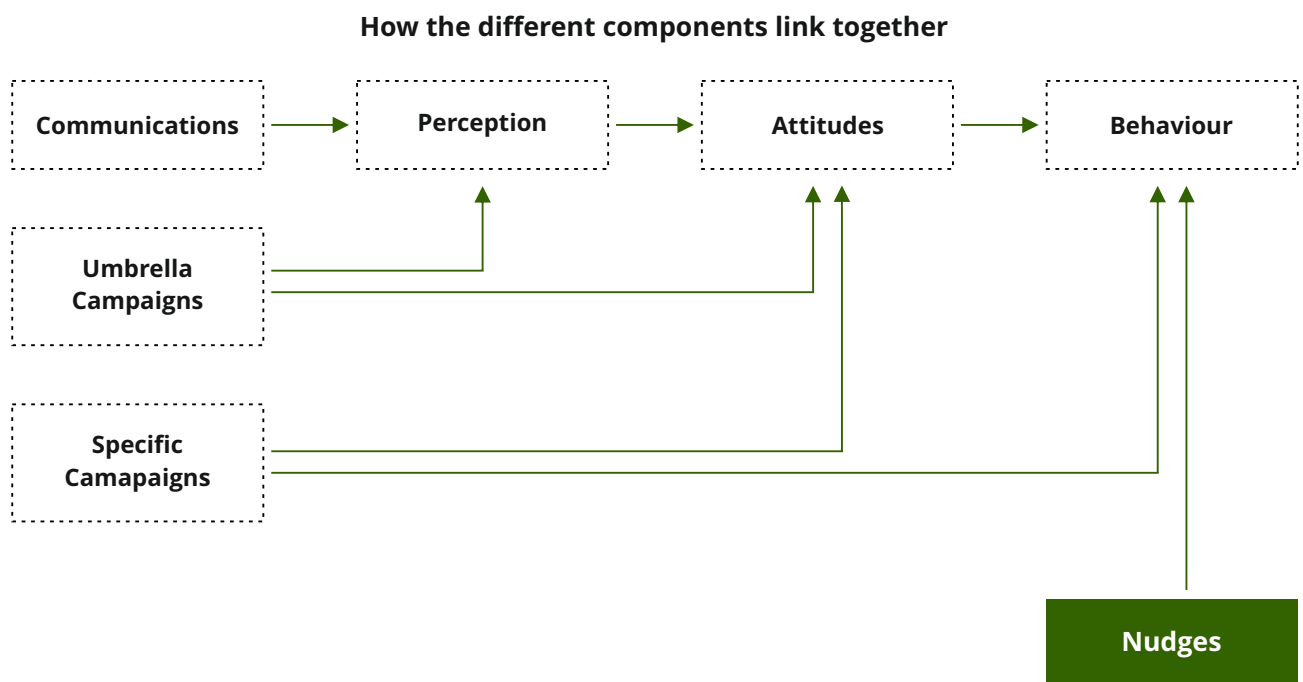 How the different components link together
Communications
Perception
Attitudes
Behaviour
Umbrella
Campaigns
Specific
Camapaigns
Nudges